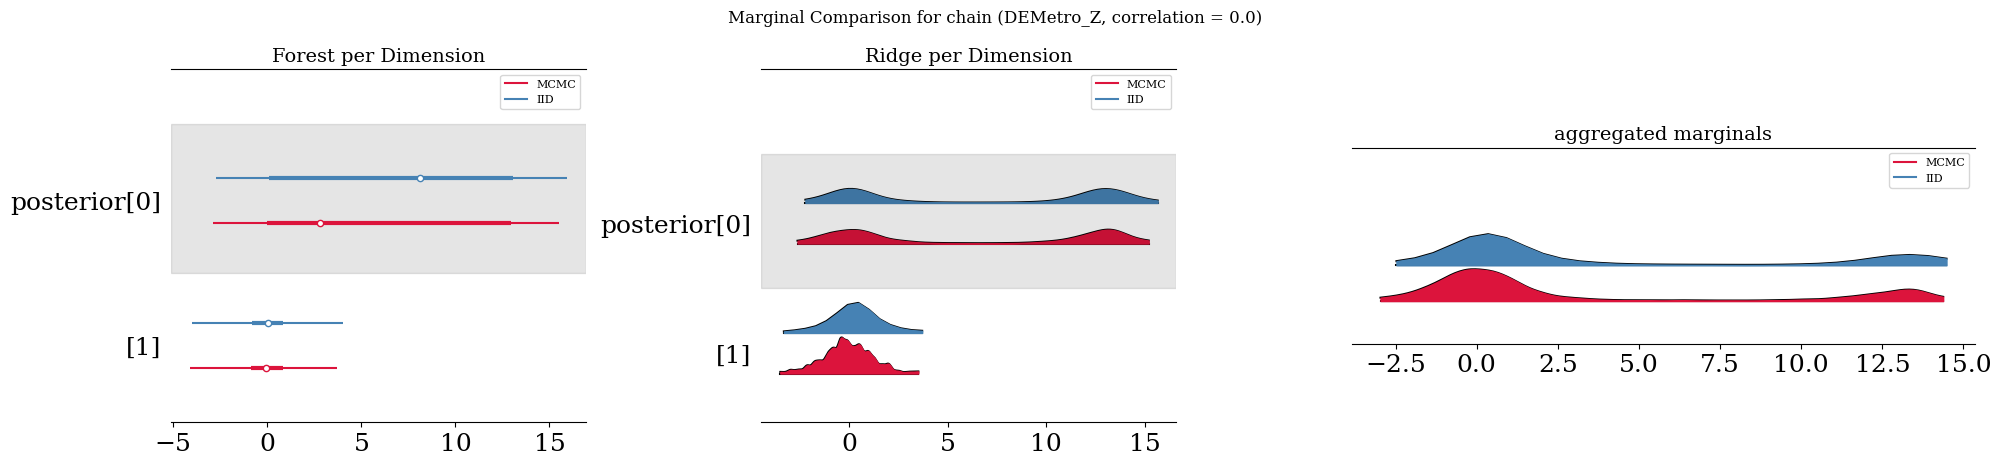 Marginal Comparison for chain (DEMetro_Z, correlation = 0.0)
Forest per Dimension
MCMC
IID
posterior[0]
[1]
−5 0 5 10 15
Ridge per Dimension
MCMC
IID
posterior[0]
[1]
0 5 10 15
aggregated marginals
MCMC
IID
−2.5 0.0 2.5 5.0 7.5 10.0 12.5 15.0